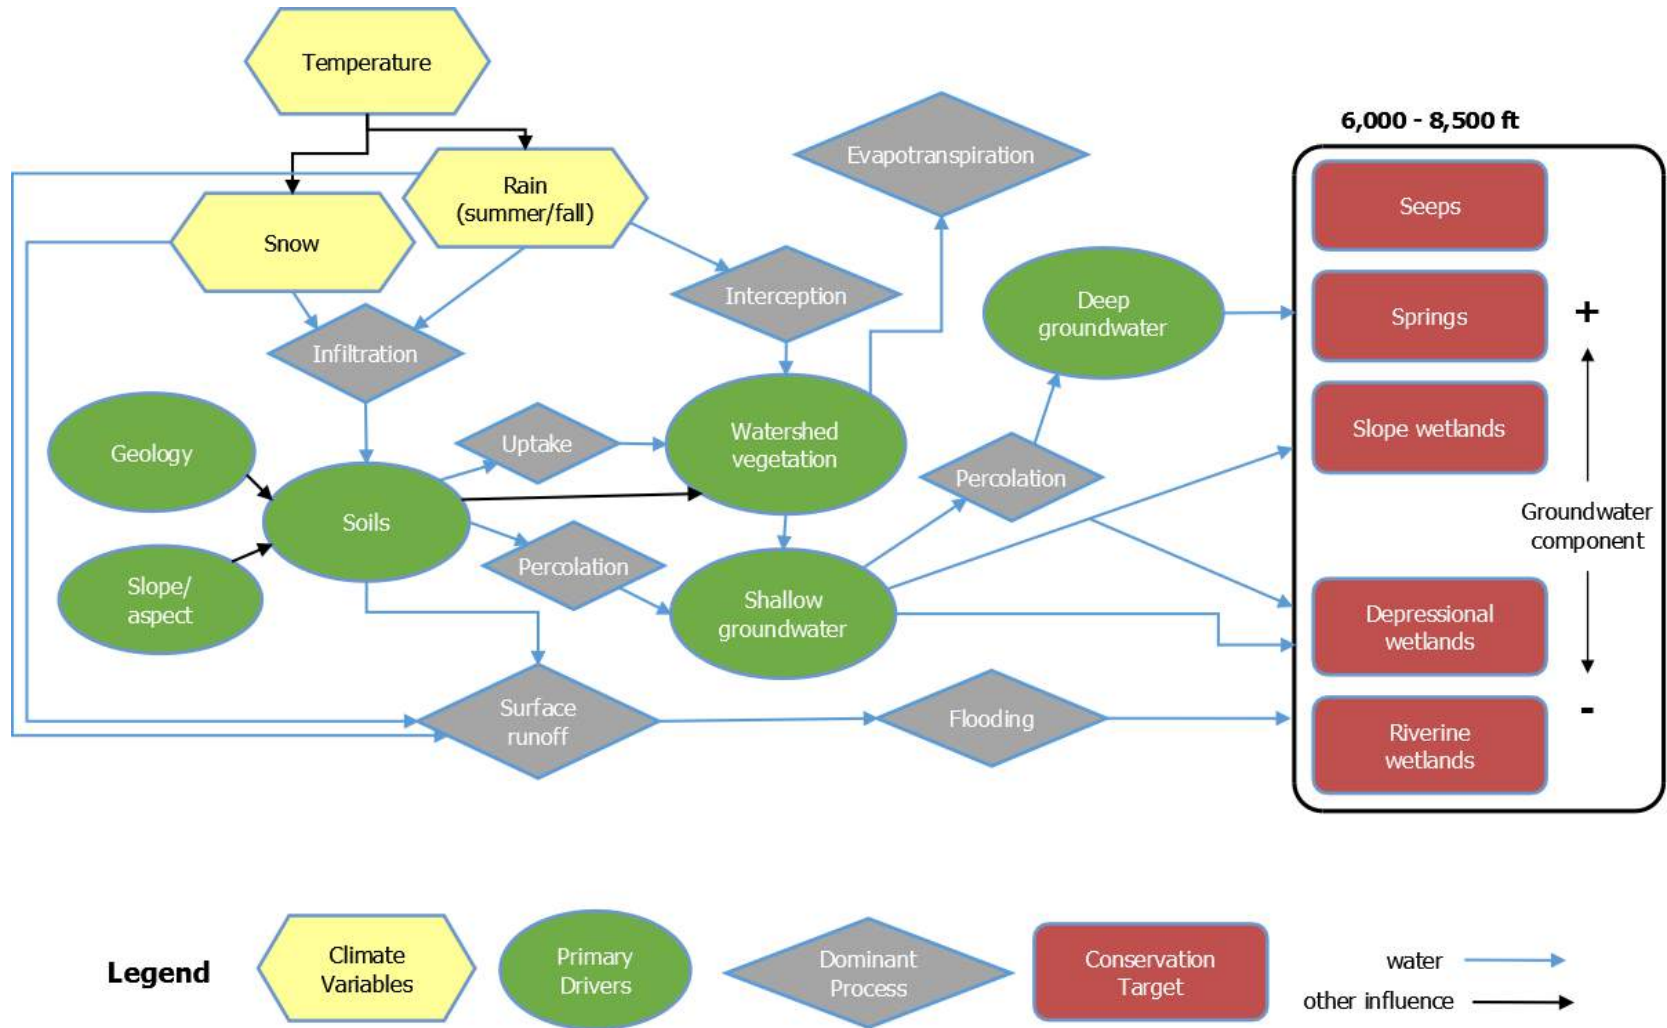 Temperature
6,000 - 8,500 ft
Evapotranspiration
Rain
(summer/fall)
Seeps
Snow
Interception
Deep
groundwater
Springs
+
Infiltration
Geology
Uptake
Watershed
vegetation
Slope wetlands
Percolation
Soils
Groundwater
component
Percolation
Slope/
aspect
Shallow
groundwater
Depressional
wetlands
Surface
runoff
Flooding
-
Riverine
wetlands
Legend
Climate
Variables
Primary
Drivers
Dominant
Process
Conservation
Target
water
other influence